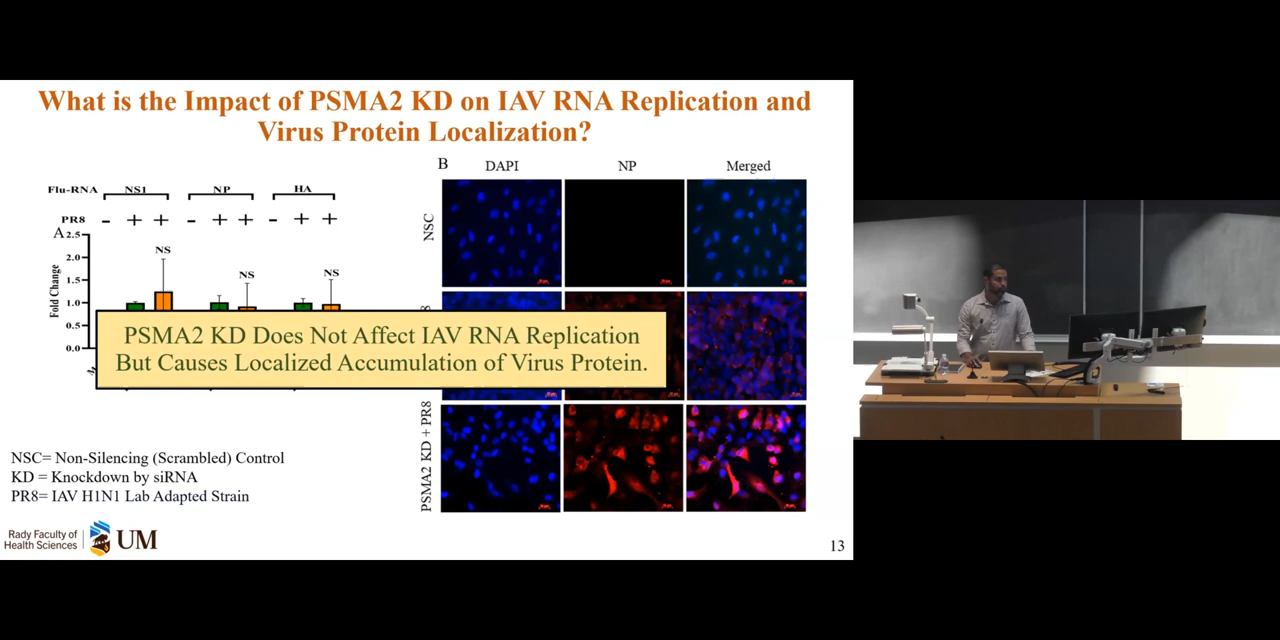 What is the Impact of PSMA2 KD on IAV RNA Replication and
Virus Protein Localization?
Flu-RNA NS1 NP HA
PR8 - + + - + + - + +
A
2.5
2.0
1.5
1.0
0.5
0.0
Fold Change
NS
NS
NS
B
DAPI NP Merged
NSC
PSMA2 KD + PR8
PSMA2 KD Does Not Affect IAV RNA Replication
But Causes Localized Accumulation of Virus Protein.
NSC= Non-Silencing (Scrambled) Control
KD = Knockdown by siRNA
PR8= IAV H1N1 Lab Adapted Strain
Rady Faculty of
Health Sciences
UM
13